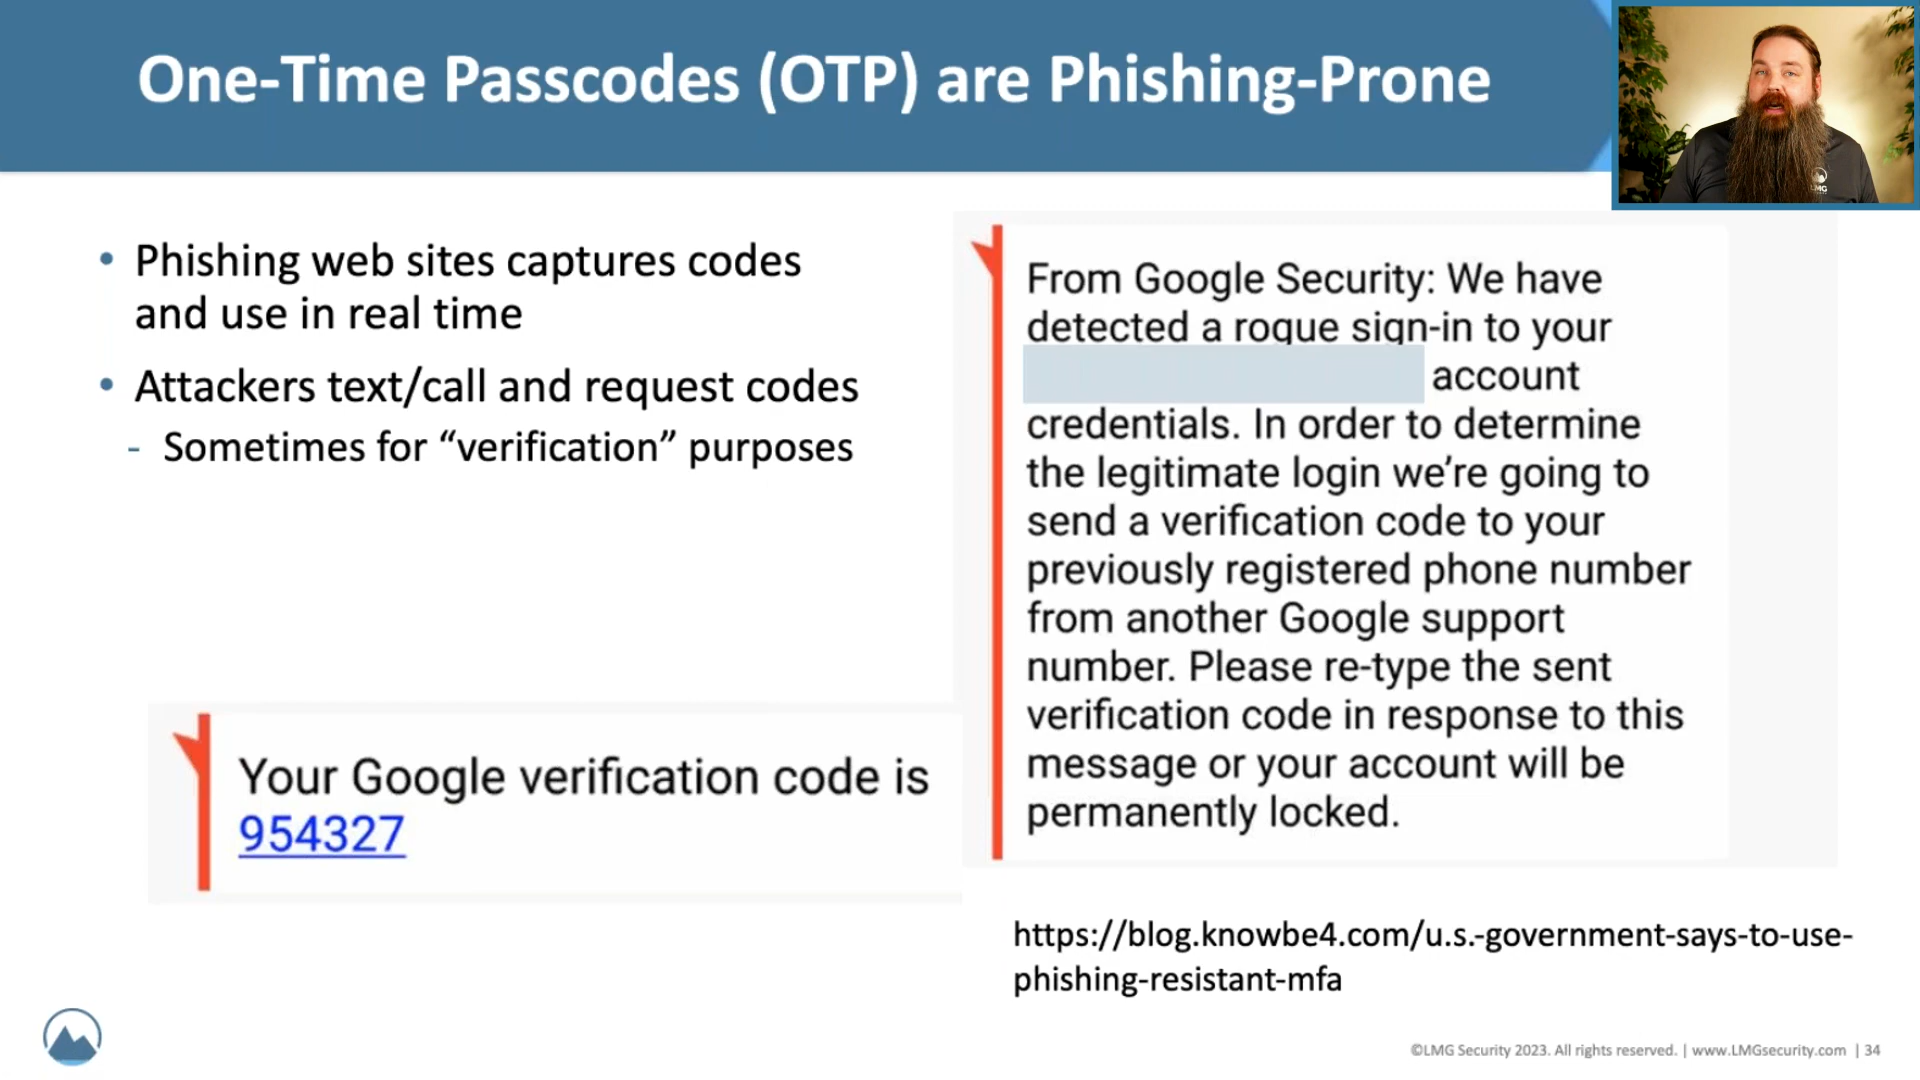 One-Time Passcodes (OTP) are Phishing-Prone
LMG
• Phishing web sites captures codes
and use in real time
• Attackers text/call and request codes
- Sometimes for “verification” purposes
Your Google verification code is
954327
From Google Security: We have
detected a rogue sign-in to your
account
credentials. In order to determine
the legitimate login we’re going to
send a verification code to your
previously registered phone number
from another Google support
number. Please re-type the sent
verification code in response to this
message or your account will be
permanently locked.
https://blog.knowbe4.com/u.s.-government-says-to-use-
phishing-resistant-mfa
©LMG Security 2023. All rights reserved. | www.LMGsecurity.com | 34